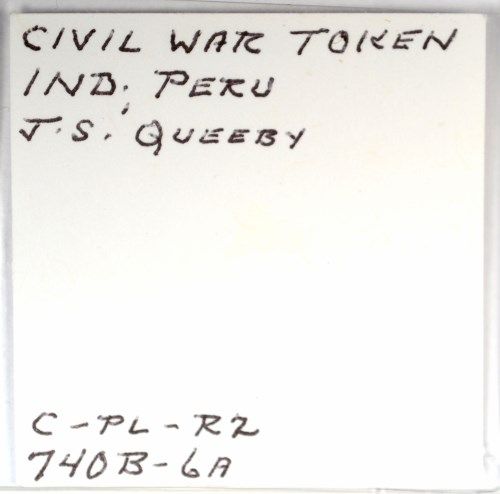 CIVIL WAR TOKEN
IND, PERU
J.S. QUEEBY
C-PL-R2
740B-6A